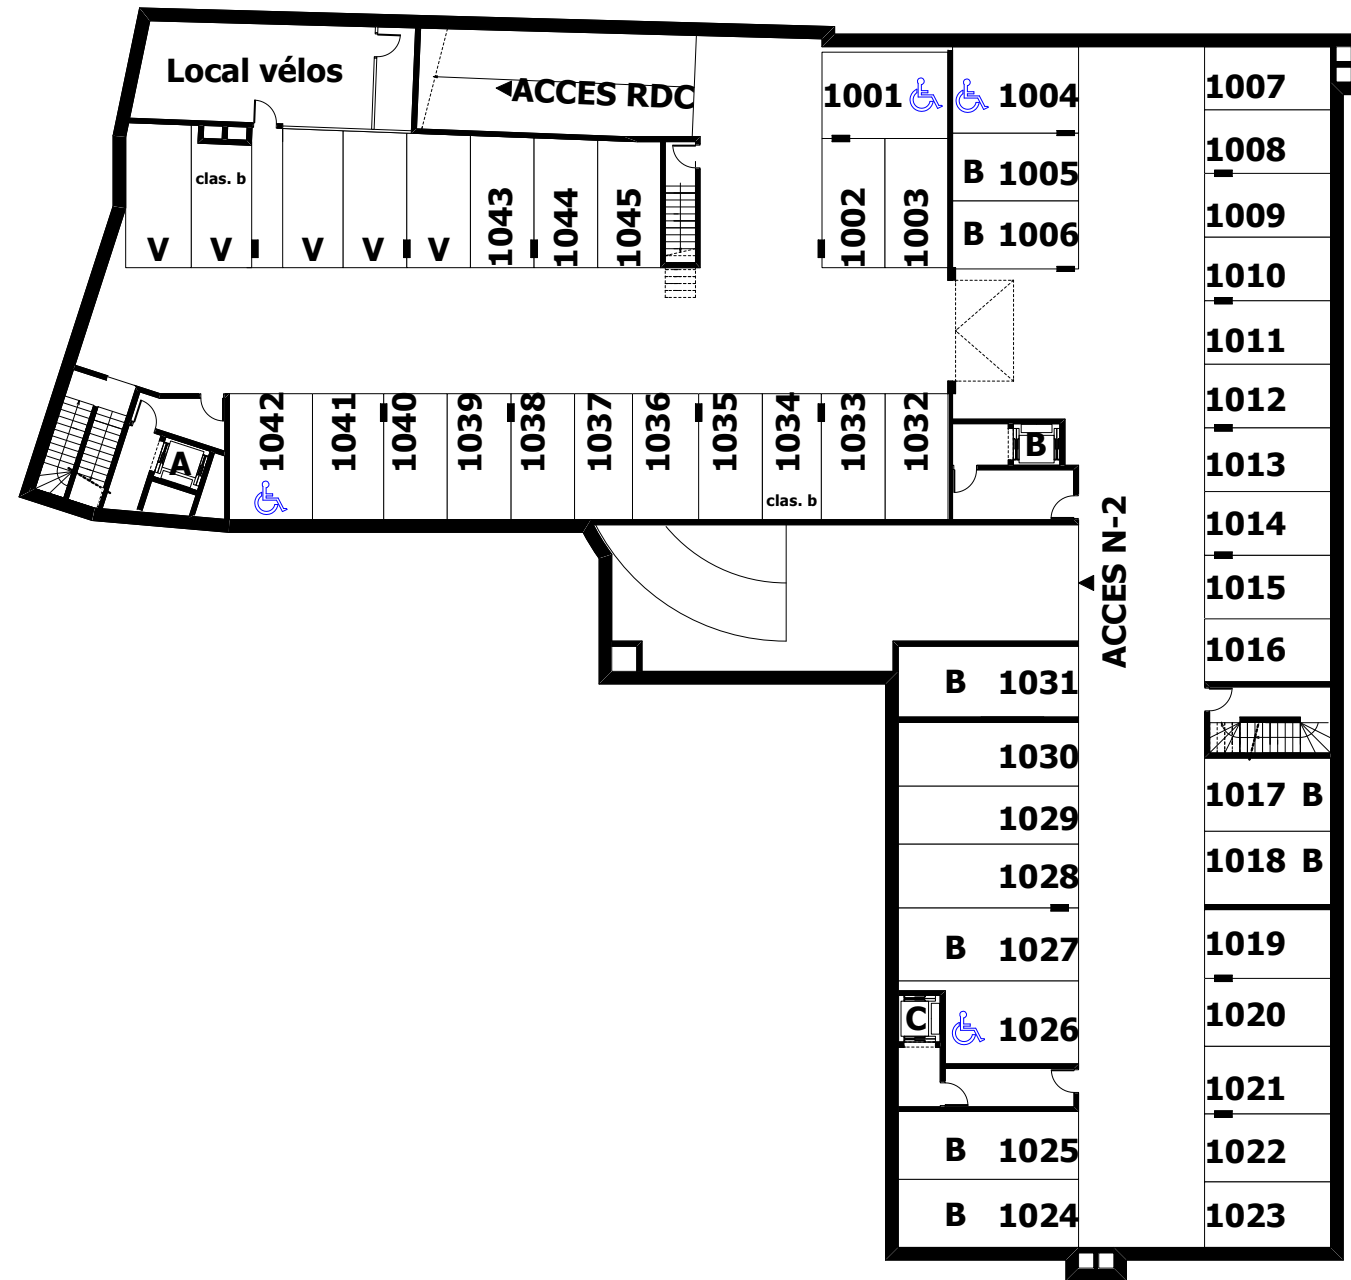 Local vélos
ACCES RDC
1001
1004
1007
1008
B 1005
clas. b
1009
V
V
V
V
V
1043
1044
1045
1002
1003
B 1006
1010
1011
1012
1042
1041
1040
1039
1038
1037
1036
1035
1034
1033
1032
clas. b
A
B
1013
1014
ACCES N-2
1015
1016
B 1031
1030
1017 B
1029
1018 B
1028
B 1027
1019
C
1026
1020
1021
B 1025
1022
B 1024
1023